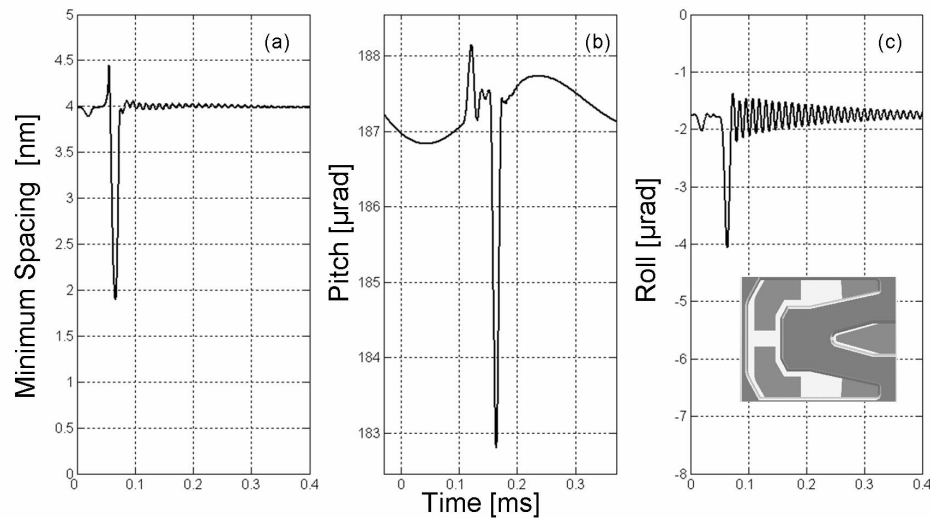 (a)
Minimum Spacing [nm]
5
4.5
4
3.5
3
2.5
2
1.5
1
0.5
0
0 0.1 0.2 0.3 0.4
(b)
Pitch [µrad]
188
187
186
185
184
183
0 0.1 0.2 0.3
Time [ms]
(c)
Roll [µrad]
0
-1
-2
-3
-4
-5
-6
-7
-8
0 0.1 0.2 0.3 0.4